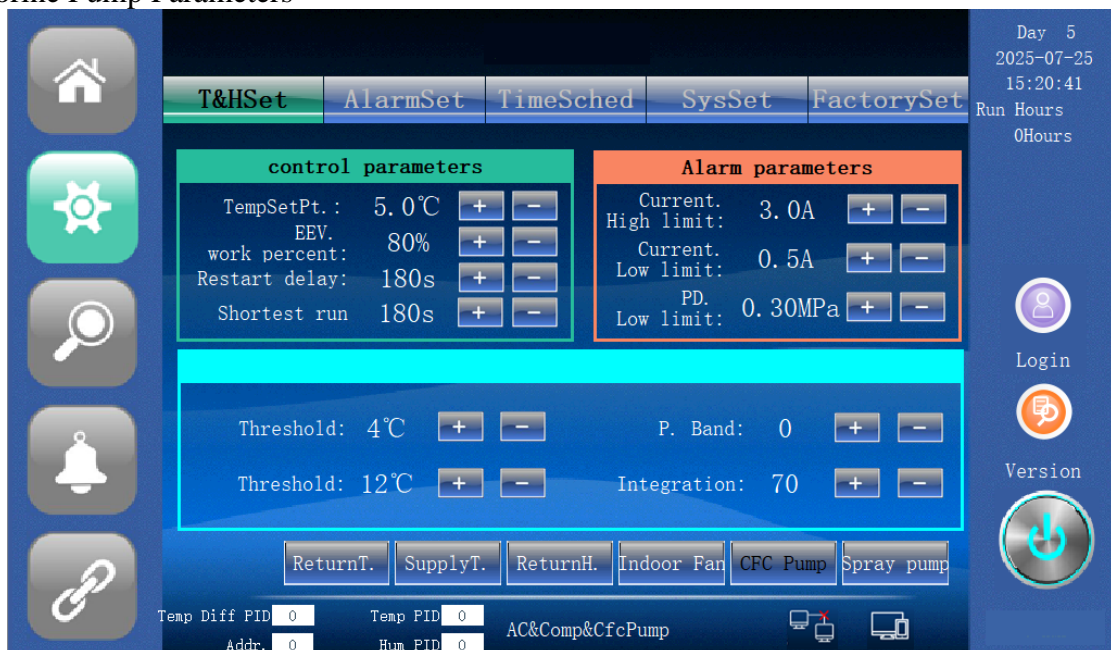 Day 5
2025-07-25
15:20:41
Run Hours
0Hours
T&HSet AlarmSet TimeSched SysSet FactorySet
control parameters
TempSetPt.: 5.0℃ + -
EEV.
work percent: 80% + -
Restart delay: 180s + -
Shortest run 180s + -
Alarm parameters
Current.
High limit: 3.0A + -
Current.
Low limit: 0.5A + -
PD.
Low limit: 0.30MPa + -
Threshold: 4℃ + - P. Band: 0 + -
Threshold: 12℃ + - Integration: 70 + -
Login
Version
ReturnT. SupplyT. ReturnH. Indoor Fan CFC Pump Spray pump
Temp Diff PID 0 Temp PID 0
AC&Comp&CfcPump
Addr. 0 Hum PID 0